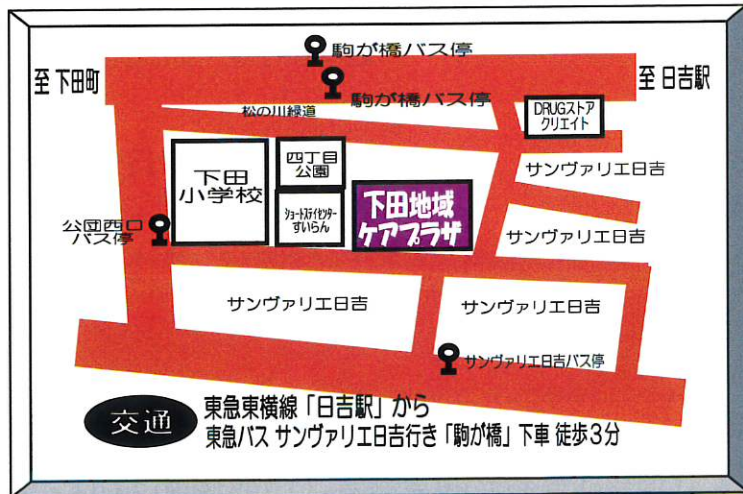 駒が橋バス停
至 下田町
至 日吉駅
駒が橋バス停
松の川緑道
DRUGストア
クリエイト
下田
小学校
四丁目
公園
ショートステイセンター
すいらん
下田地域
ケアプラザ
サンヴァリエ日吉
サンヴァリエ日吉
公団西口
バス停
サンヴァリエ日吉
サンヴァリエ日吉
サンヴァリエ日吉バス停
交通
東急東横線「日吉駅」から
東急バス サンヴァリエ日吉行き「駒が橋」下車 徒歩3分